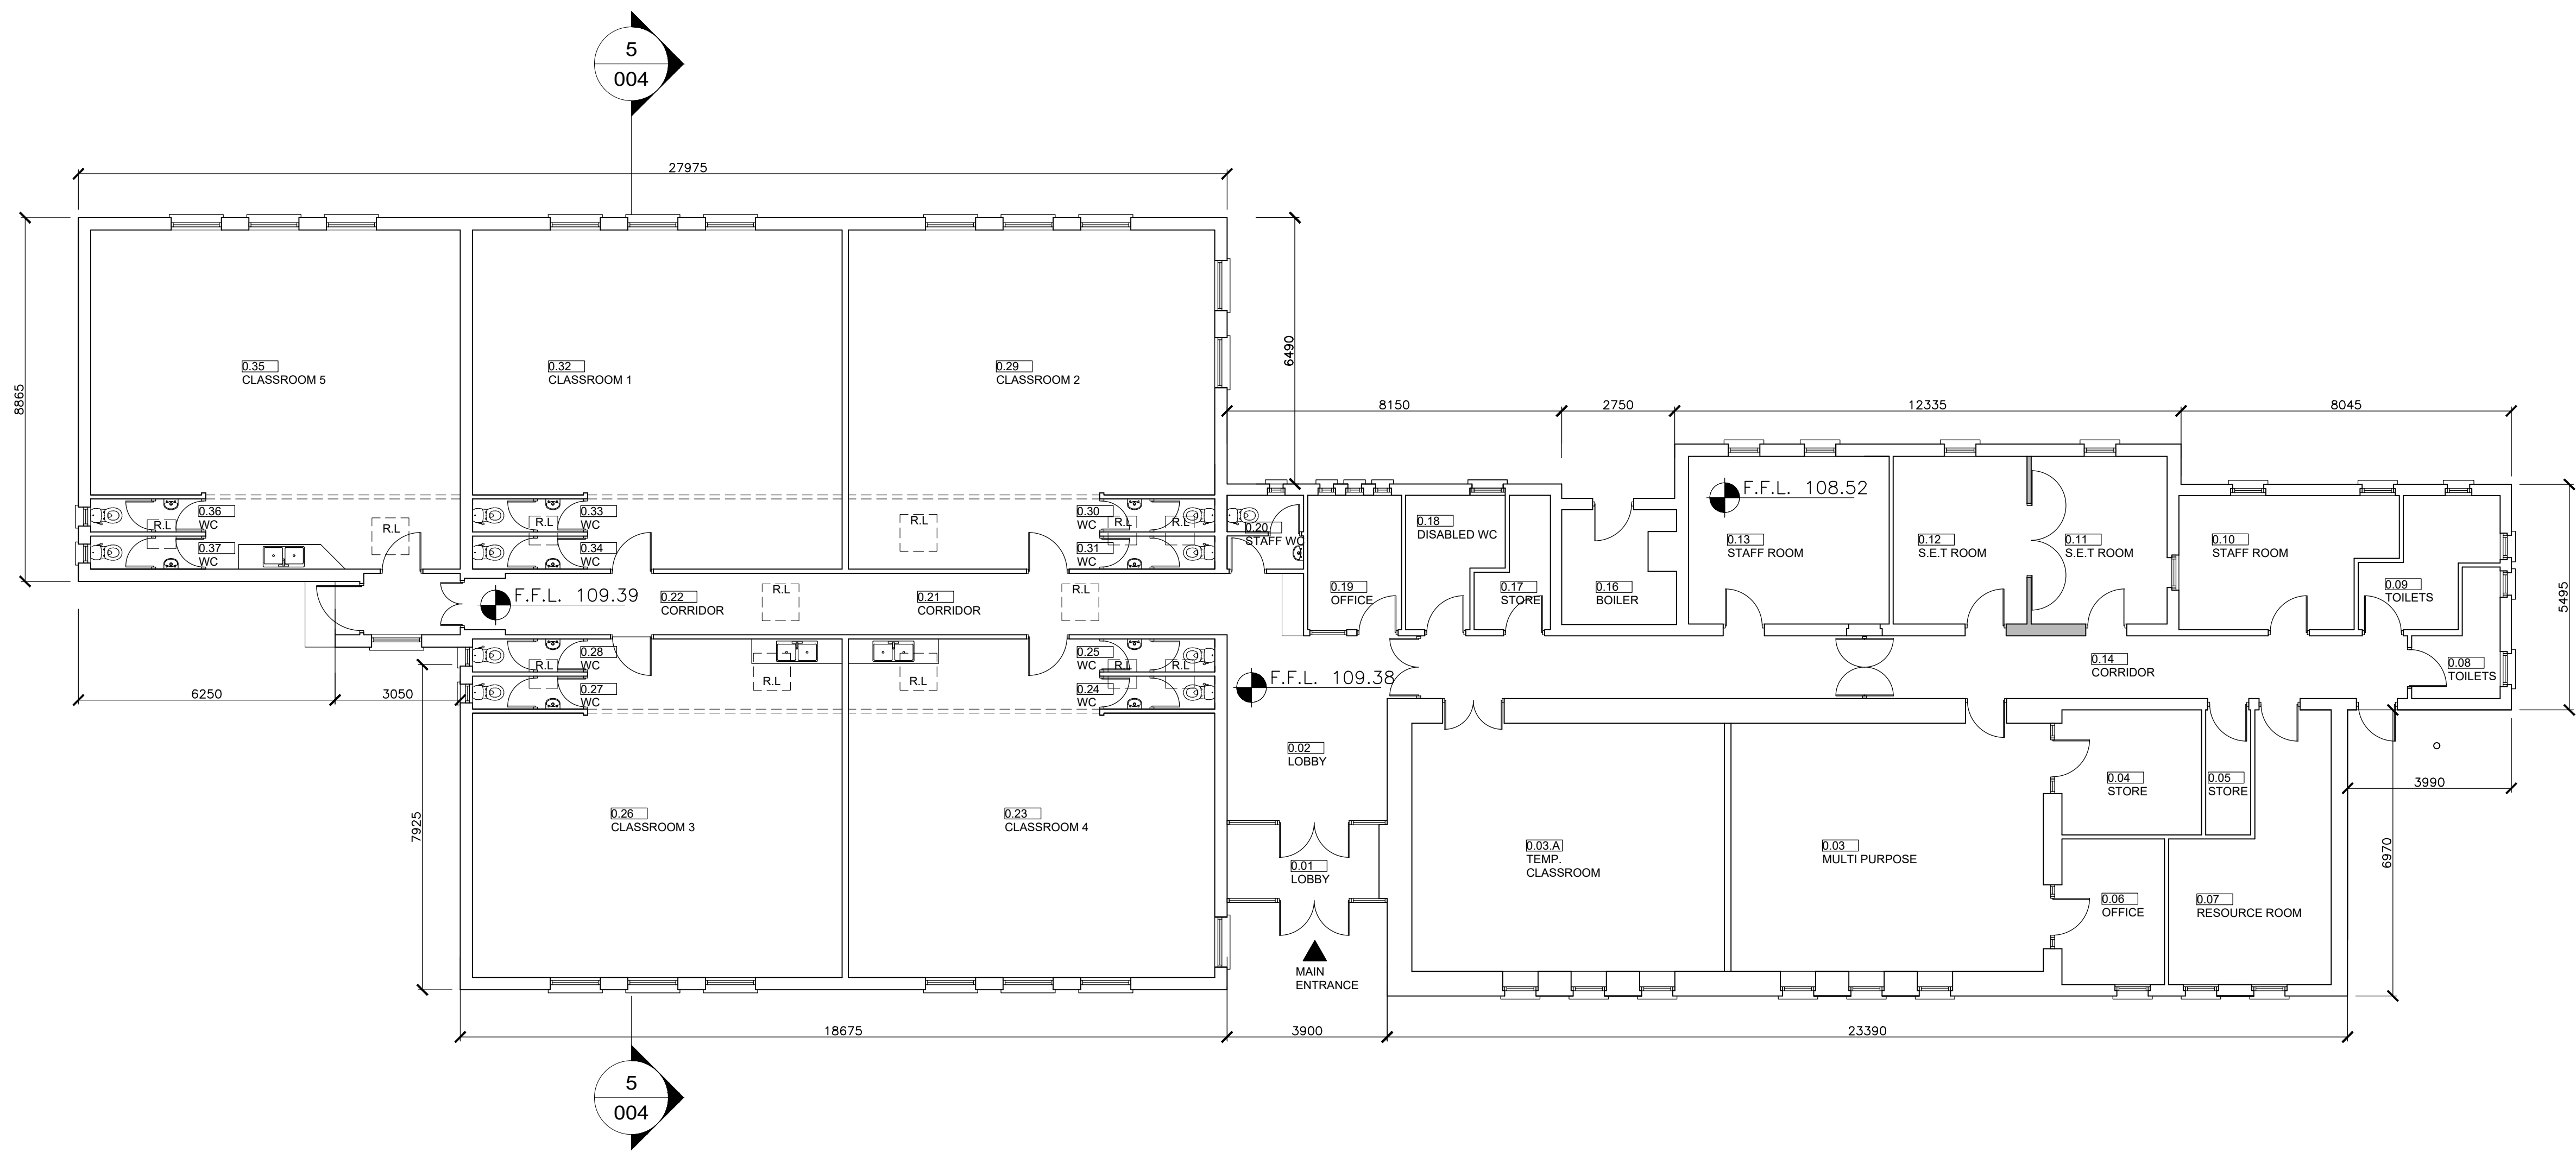 5
004
27975
8865
6490
0.35
CLASSROOM 5
0.32
CLASSROOM 1
0.29
CLASSROOM 2
8150
2750
12335
8045
F.F.L. 108.52
0.36
WC
R.L
R.L
0.37
WC
0.33
WC
R.L
0.34
WC
R.L
0.30
WC
R.L
R.L
0.31
WC
0.20
STAFF WC
0.19
OFFICE
0.18
DISABLED WC
0.17
STORE
0.16
BOILER
0.13
STAFF ROOM
0.12
S.E.T ROOM
0.11
S.E.T ROOM
0.10
STAFF ROOM
0.09
TOILETS
5495
F.F.L. 109.39
0.22
CORRIDOR
R.L
0.21
CORRIDOR
R.L
0.28
WC
R.L
0.27
WC
R.L
R.L
0.25
WC
R.L
R.L
0.24
WC
F.F.L. 109.38
0.14
CORRIDOR
0.08
TOILETS
6250
3050
0.02
LOBBY
0.04
STORE
0.05
STORE
3990
7925
0.26
CLASSROOM 3
0.23
CLASSROOM 4
0.01
LOBBY
0.03.A
TEMP.
CLASSROOM
0.03
MULTI PURPOSE
6970
0.06
OFFICE
0.07
RESOURCE ROOM
MAIN
ENTRANCE
18675
3900
23390
5
004